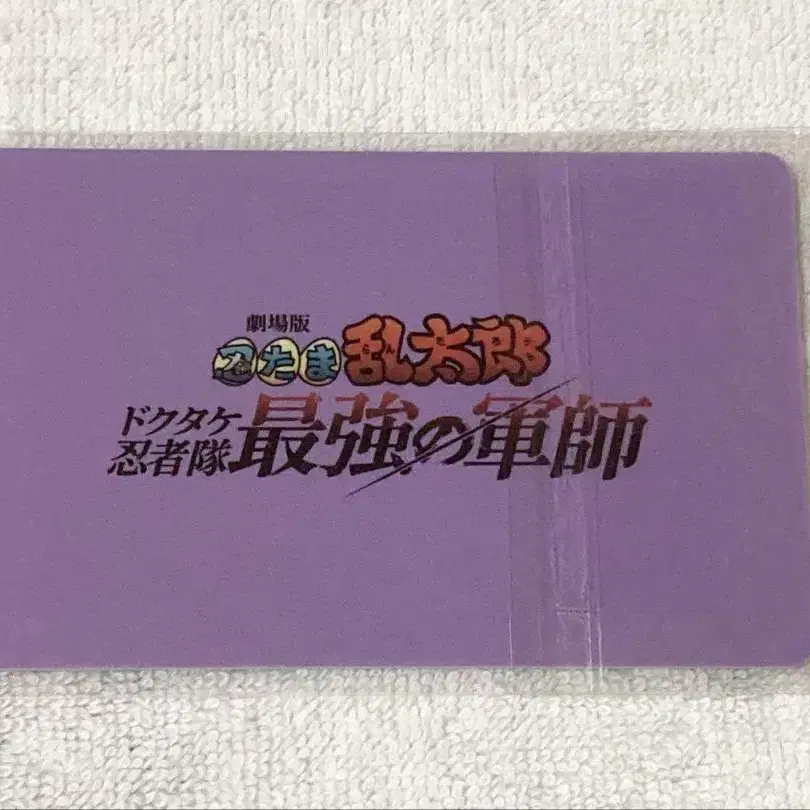 劇場版
忍たま乱太郎
ドクタケ
忍者隊最強の軍師